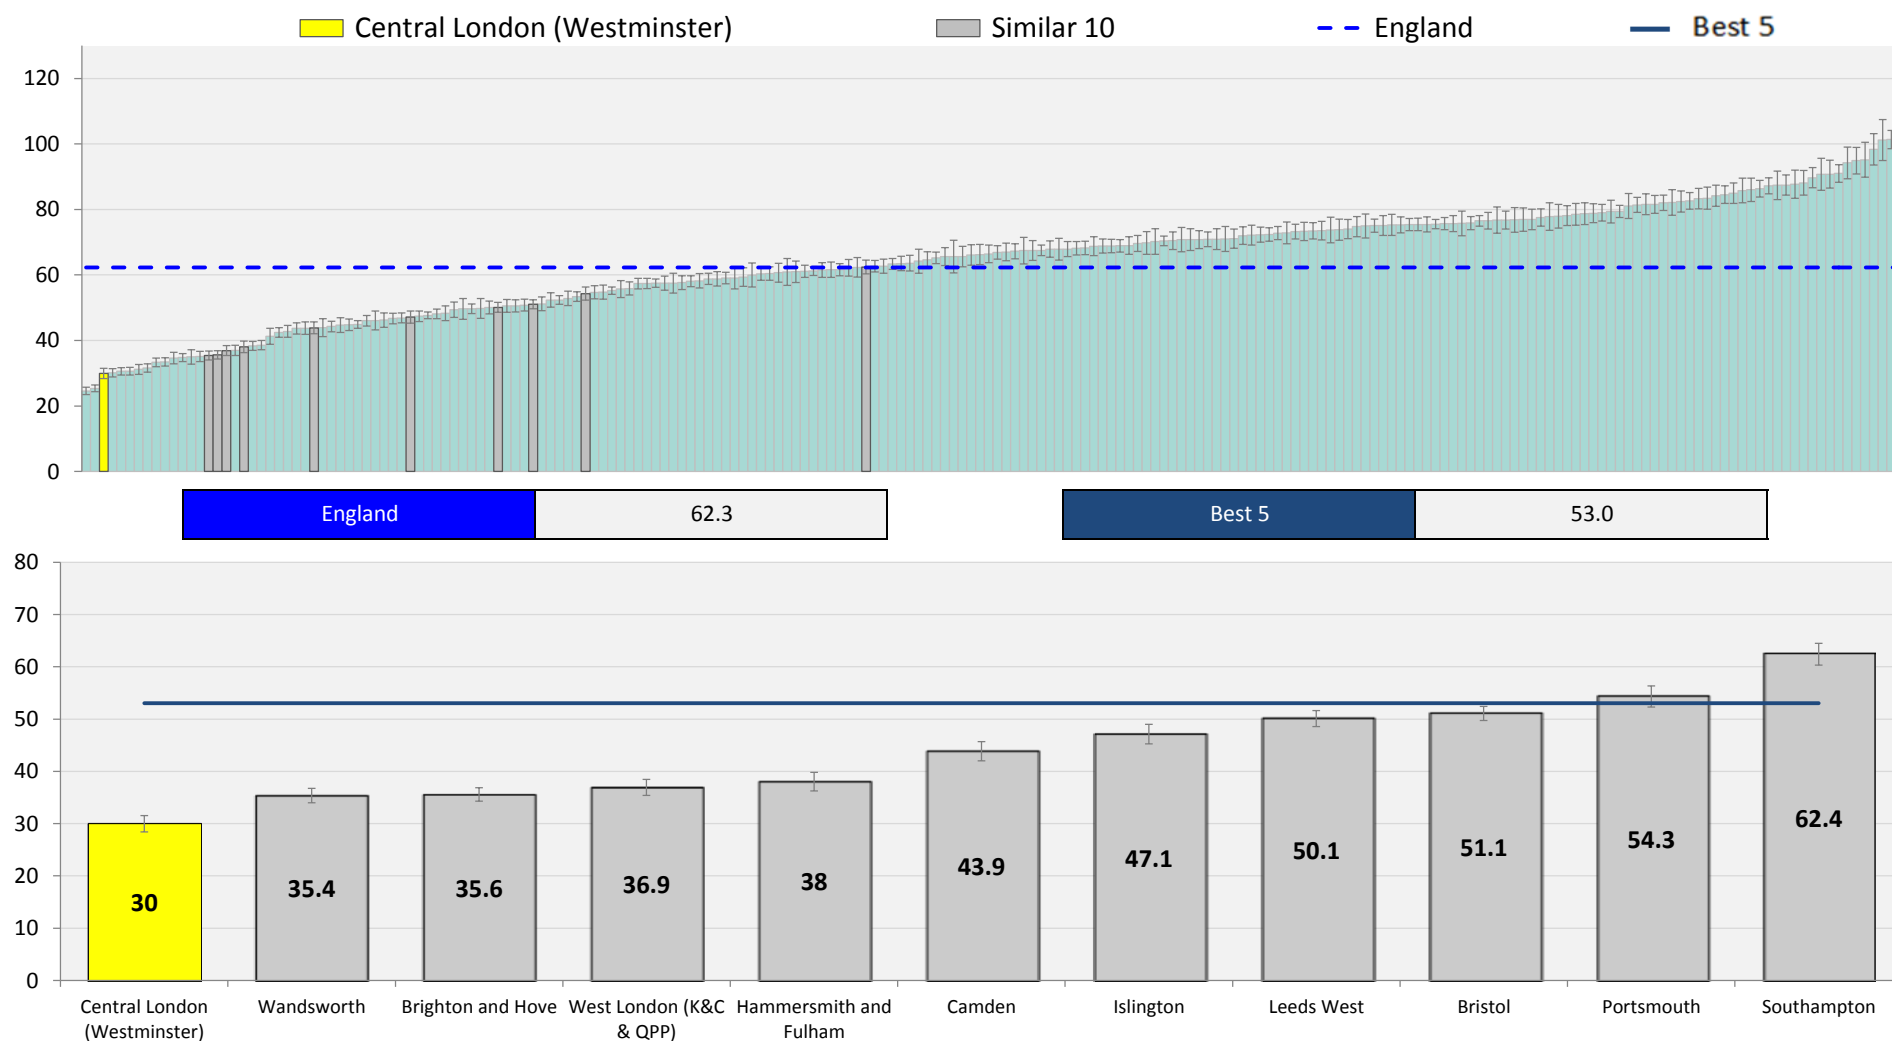 Central London (Westminster) Similar 10 England Best 5
120
100
80
60
40
20
0
England 62.3 Best 5 53.0
80
70
60
50
40
30
20
10
0
30 35.4 35.6 36.9 38 43.9 47.1 50.1 51.1 54.3 62.4
Central London (Westminster)
Wandsworth
Brighton and Hove
West London (K&C & QPP)
Hammersmith and Fulham
Camden
Islington
Leeds West
Bristol
Portsmouth
Southampton